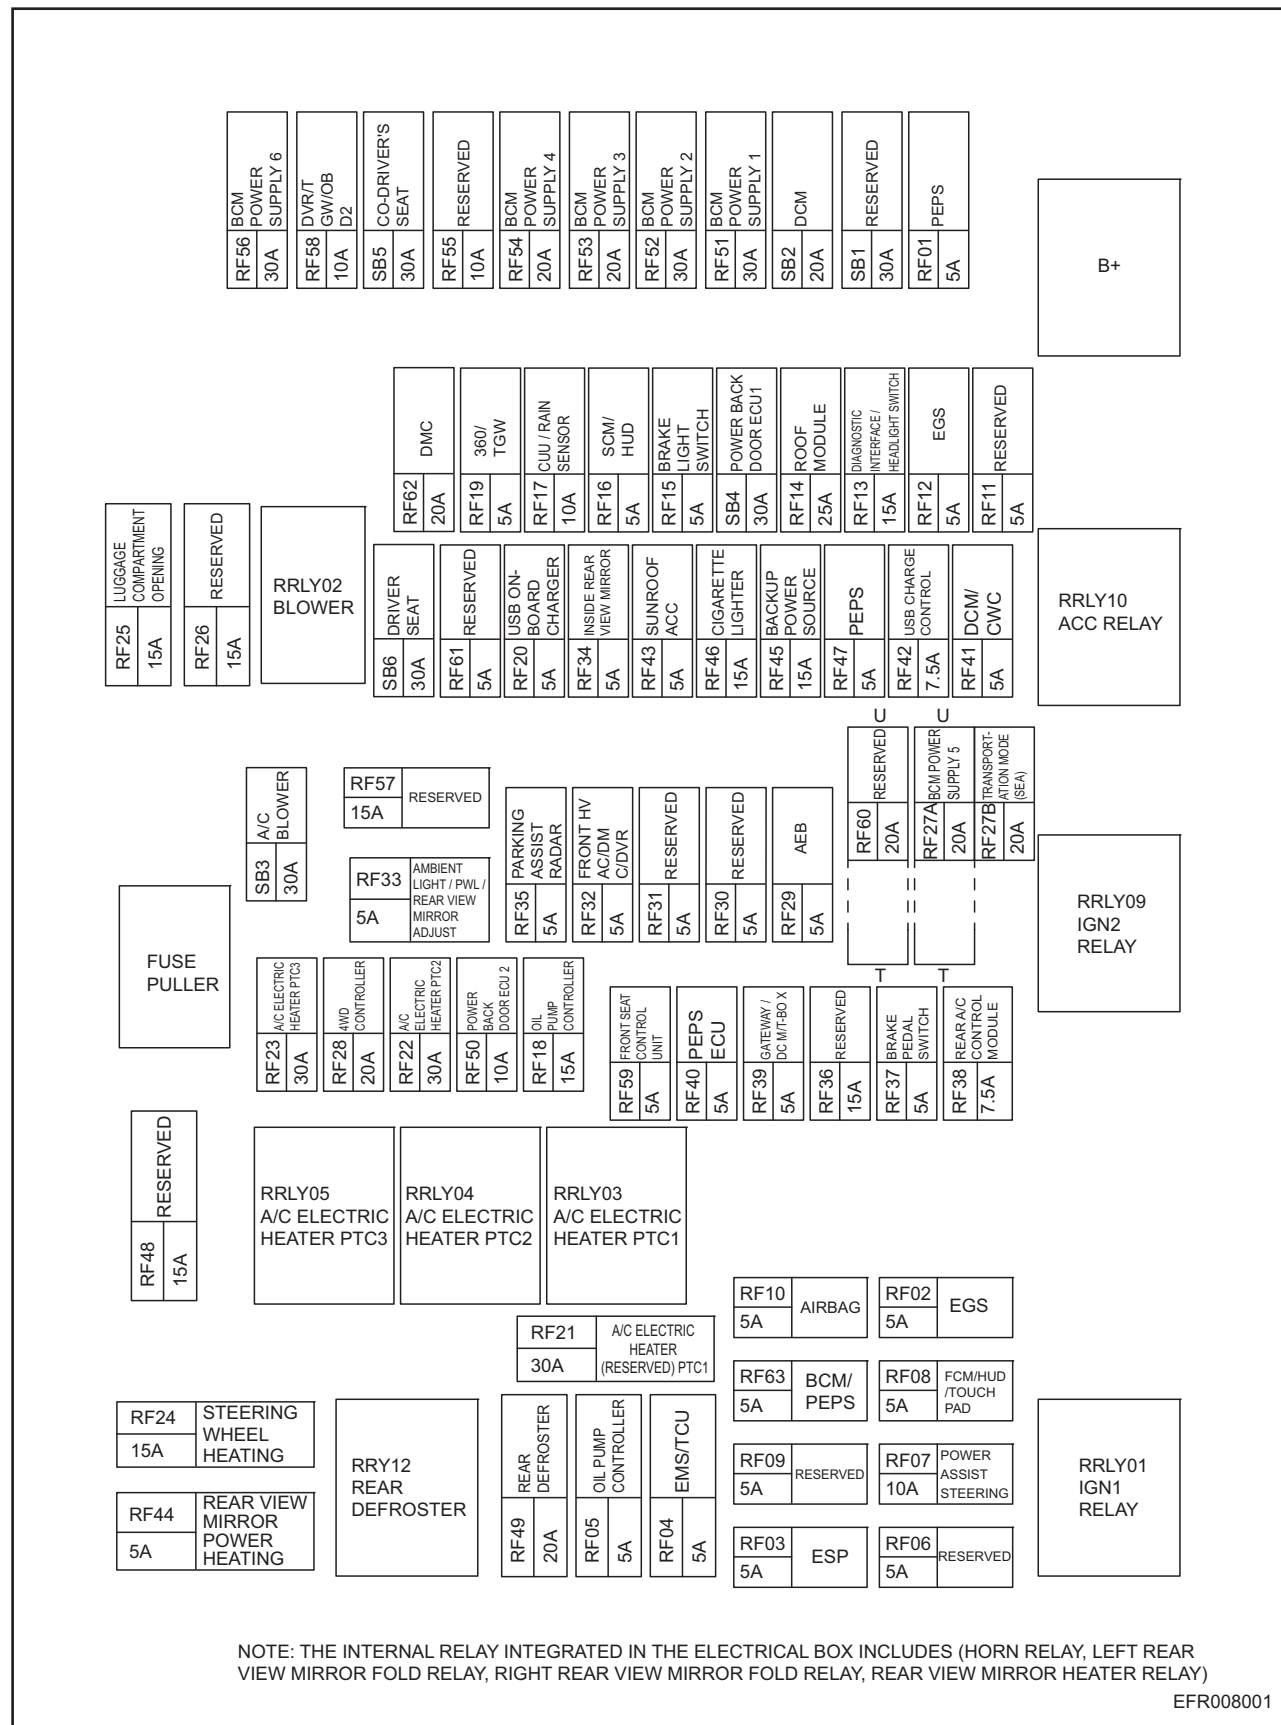 RF56
30A
BCM
POWER
SUPPLY 6
RF58
10A
DVR/T
GW/OB
D2
SB5
30A
CO-DRIVER'S
SEAT
RF55
10A
RESERVED
RF54
20A
BCM
POWER
SUPPLY 4
RF53
20A
BCM
POWER
SUPPLY 3
RF52
30A
BCM
POWER
SUPPLY 2
RF51
30A
BCM
POWER
SUPPLY 1
SB2
20A
DCM
SB1
30A
RESERVED
RF01
5A
PEPS
B+
RF62
20A
DMC
RF19
5A
360/
TGW
RF17
10A
CUU / RAIN
SENSOR
RF16
5A
SCM/
HUD
RF15
5A
BRAKE
LIGHT
SWITCH
SB4
30A
POWER BACK
DOOR ECU1
RF14
25A
ROOF
MODULE
RF13
15A
DIAGNOSTIC
INTERFACE /
HEADLIGHT SWITCH
RF12
5A
EGS
RF11
5A
RESERVED
RF25
15A
LUGGAGE
COMPARTMENT
OPENING
RF26
15A
RESERVED
RRLY02
BLOWER
SB6
30A
DRIVER
SEAT
RF61
5A
RESERVED
RF20
5A
USB ON-
BOARD
CHARGER
RF34
5A
INSIDE REAR
VIEW MIRROR
RF43
5A
SUNROOF
ACC
RF46
15A
CIGARETTE
LIGHTER
RF45
15A
BACKUP
POWER
SOURCE
RF47
5A
PEPS
RF42
7.5A
USB CHARGE
CONTROL
RF41
5A
DCM/
CWC
RRLY10
ACC RELAY
U
U
RF60
20A
RESERVED
RF27A
20A
BCM POWER
SUPPLY 5
RF27B
20A
TRANSPORT-
ATION MODE
(SEA)
T
T
SB3
30A
A/C
BLOWER
RF57
15A
RESERVED
RF33
5A
AMBIENT
LIGHT / PWL /
REAR VIEW
MIRROR
ADJUST
RF35
5A
PARKING
ASSIST
RADAR
RF32
5A
FRONT HV
AC/DM
C/DVR
RF31
5A
RESERVED
RF30
5A
RESERVED
RF29
5A
AEB
RRLY09
IGN2
RELAY
FUSE
PULLER
RF23
30A
A/C ELECTRIC
HEATER PTC3
RF28
20A
4WD
CONTROLLER
RF22
30A
A/C
ELECTRIC
HEATER PTC2
RF50
10A
POWER
BACK
DOOR ECU 2
RF18
15A
OIL
PUMP
CONTROLLER
RF59
5A
FRONT SEAT
CONTROL
UNIT
RF40
5A
PEPS
ECU
RF39
5A
GATEWAY /
DC M/T-BO X
RF36
15A
RESERVED
RF37
5A
BRAKE
PEDAL
SWITCH
RF38
7.5A
REAR A/C
CONTROL
MODULE
RF48
15A
RESERVED
RRLY05
A/C ELECTRIC
HEATER PTC3
RRLY04
A/C ELECTRIC
HEATER PTC2
RRLY03
A/C ELECTRIC
HEATER PTC1
RF10
5A
AIRBAG
RF02
5A
EGS
RF21
30A
A/C ELECTRIC
HEATER
(RESERVED) PTC1
RF63
5A
BCM/
PEPS
RF08
5A
FCM/HUD
/TOUCH
PAD
RF24
15A
STEERING
WHEEL
HEATING
RF44
5A
REAR VIEW
MIRROR
POWER
HEATING
RRY12
REAR
DEFROSTER
RF49
20A
REAR
DEFROSTER
RF05
5A
OIL PUMP
CONTROLLER
RF04
5A
EMS/TCU
RF09
5A
RESERVED
RF07
10A
POWER
ASSIST
STEERING
RF03
5A
ESP
RF06
5A
RESERVED
RRLY01
IGN1
RELAY
NOTE: THE INTERNAL RELAY INTEGRATED IN THE ELECTRICAL BOX INCLUDES (HORN RELAY, LEFT REAR
VIEW MIRROR FOLD RELAY, RIGHT REAR VIEW MIRROR FOLD RELAY, REAR VIEW MIRROR HEATER RELAY)
EFR008001